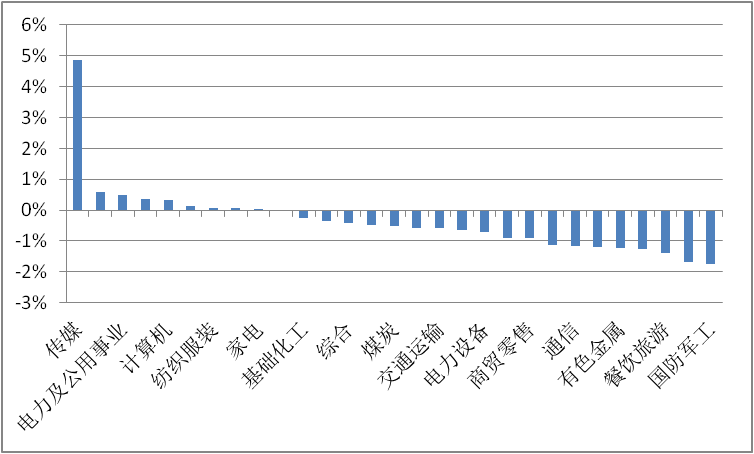 6%
5%
4%
3%
2%
1%
0%
-1%
-2%
-3%
传媒
电力及公用事业
计算机
纺织服装
家电
基础化工
综合
煤炭
交通运输
电力设备
商贸零售
通信
有色金属
餐饮旅游
国防军工